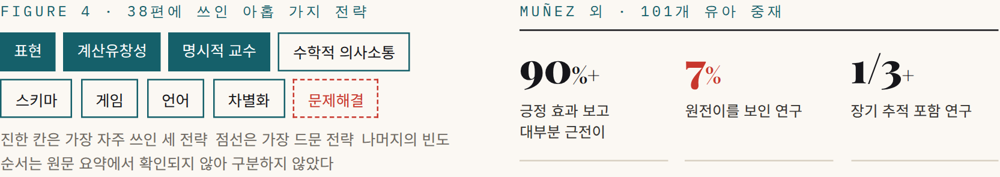 FIGURE 4 · 38편에 쓰인 아홉 가지 전략
표현 계산유창성 명시적 교수 수학적 의사소통
스키마 게임 언어 차별화 문제해결
진한 칸은 가장 자주 쓰인 세 전략 점선은 가장 드문 전략 나머지의 빈도
순서는 원문 요약에서 확인되지 않아 구분하지 않았다
MUÑEZ 외 · 101개 유아 중재
90%+
긍정 효과 보고
대부분 근전이
7%
원전이를 보인 연구
1/3+
장기 추적 포함 연구